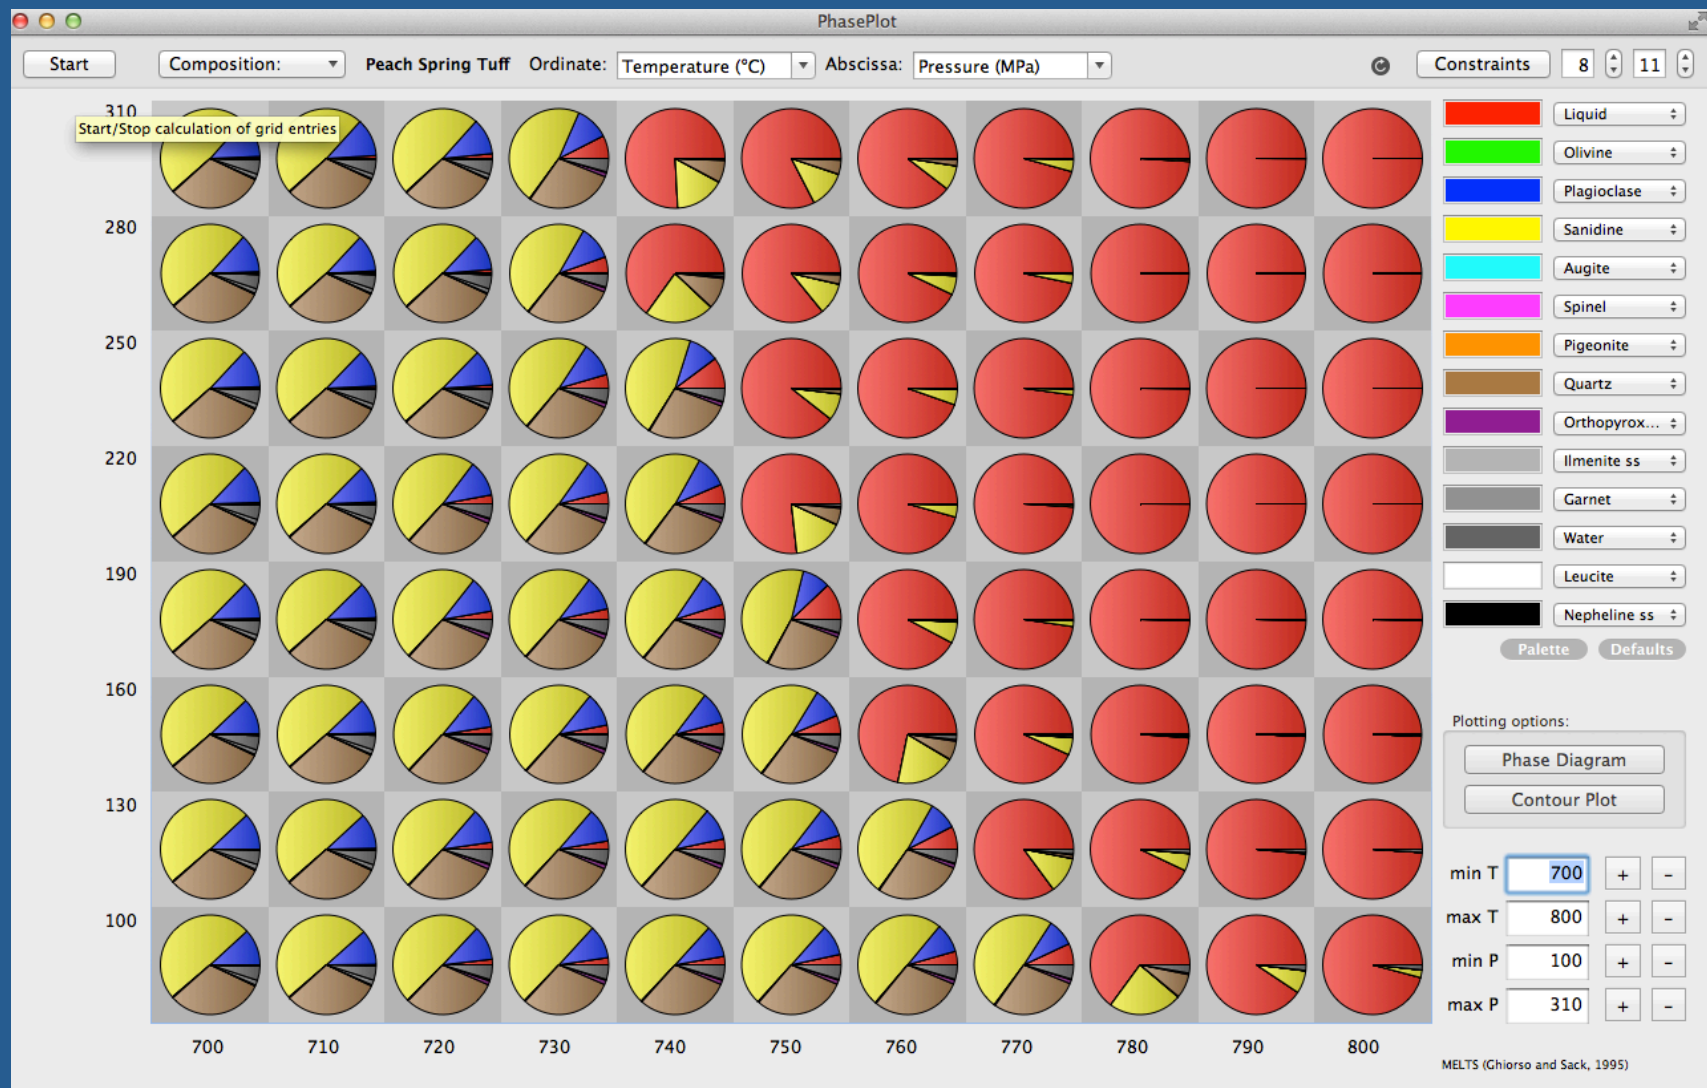 PhasePlot
Start Composition: Peach Spring Tuff Ordinate: Temperature (°C) Abscissa: Pressure (MPa) Constraints 8 11
310
Start/Stop calculation of grid entries
280
250
220
190
160
130
100
700 710 720 730 740 750 760 770 780 790 800
Liquid
Olivine
Plagioclase
Sanidine
Augite
Spinel
Pigeonite
Quartz
Orthopyrox...
Ilmenite ss
Garnet
Water
Leucite
Nepheline ss
Palette Defaults
Plotting options:
Phase Diagram
Contour Plot
min T 700 + -
max T 800 + -
min P 100 + -
max P 310 + -
MELTS (Ghiorso and Sack, 1995)